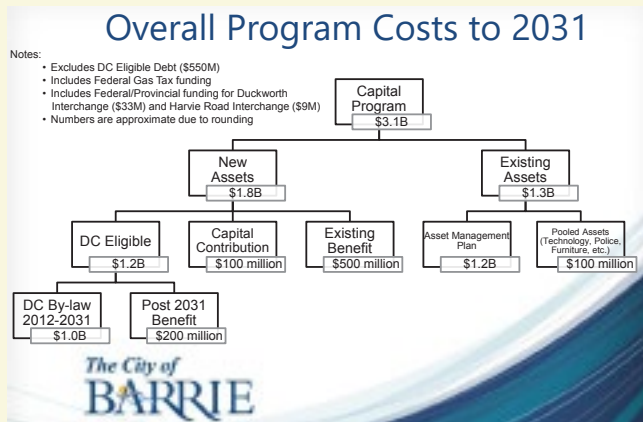 Overall Program Costs to 2031
Notes:
• Excludes DC Eligible Debt ($550M)
• Includes Federal Gas Tax funding
• Includes Federal/Provincial funding for Duckworth
Interchange ($33M) and Harvie Road Interchange ($9M)
• Numbers are approximate due to rounding
Capital
Program
$3.1B
New
Assets
$1.8B
Existing
Assets
$1.3B
DC Eligible
$1.2B
Capital
Contribution
$100 million
Existing
Benefit
$500 million
Asset Management
Plan
$1.2B
Pooled Assets
(Technology, Police,
Furniture, etc.)
$100 million
DC By-law
2012-2031
$1.0B
Post 2031
Benefit
$200 million
The City of
BARRIE